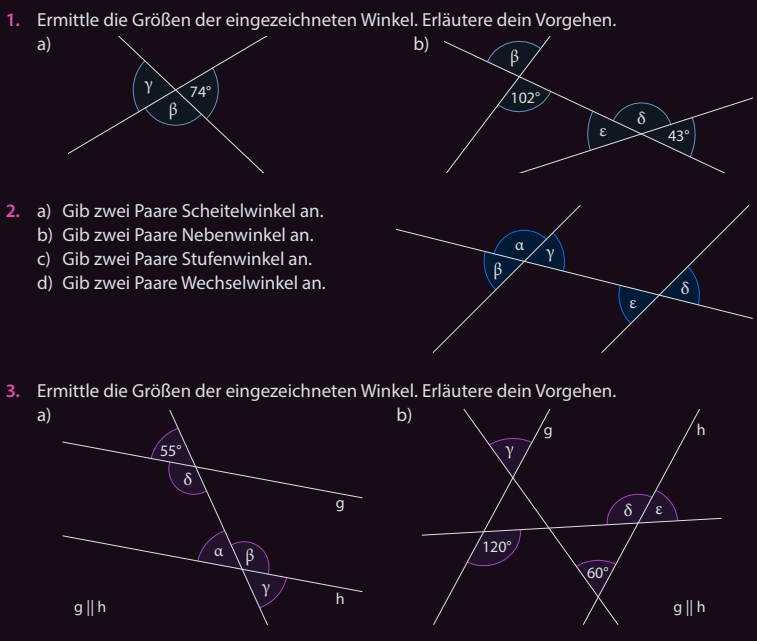 1. Ermittle die Größen der eingezeichneten Winkel. Erläutere dein Vorgehen.
a)
γ
74°
β
b)
β
102°
ε
δ
43°
2. a) Gib zwei Paare Scheitelwinkel an.
b) Gib zwei Paare Nebenwinkel an.
c) Gib zwei Paare Stufenwinkel an.
d) Gib zwei Paare Wechselwinkel an.
α
β
γ
ε
δ
3. Ermittle die Größen der eingezeichneten Winkel. Erläutere dein Vorgehen.
a)
55°
δ
g
α
β
γ
h
g || h
b)
g
h
γ
δ
ε
120°
60°
g || h